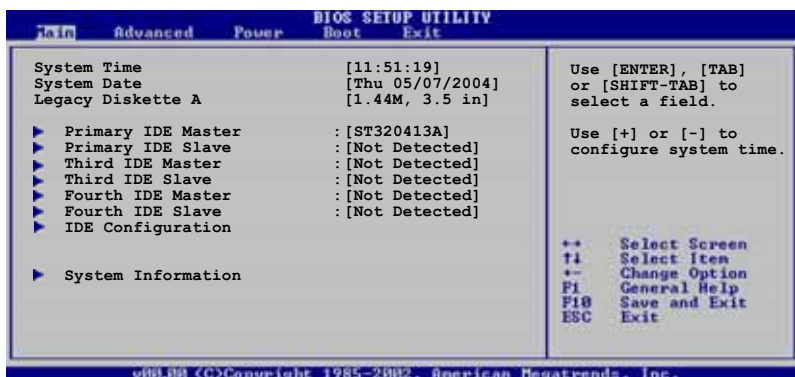 BIOS SETUP UTILITY
Main Advanced Power Boot Exit
System Time [11:51:19]
System Date [Thu 05/07/2004]
Legacy Diskette A [1.44M, 3.5 in]
Primary IDE Master :[ST320413A]
Primary IDE Slave :[Not Detected]
Third IDE Master :[Not Detected]
Third IDE Slave :[Not Detected]
Fourth IDE Master :[Not Detected]
Fourth IDE Slave :[Not Detected]
IDE Configuration
System Information
Use [ENTER], [TAB]
or [SHIFT-TAB] to
select a field.
Use [+] or [-] to
configure system time.
↔ Select Screen
↑↓ Select Item
+- Change Option
F1 General Help
F10 Save and Exit
ESC Exit
v00.00 (C)Copyright 1985-2002, American Megatrends, Inc.